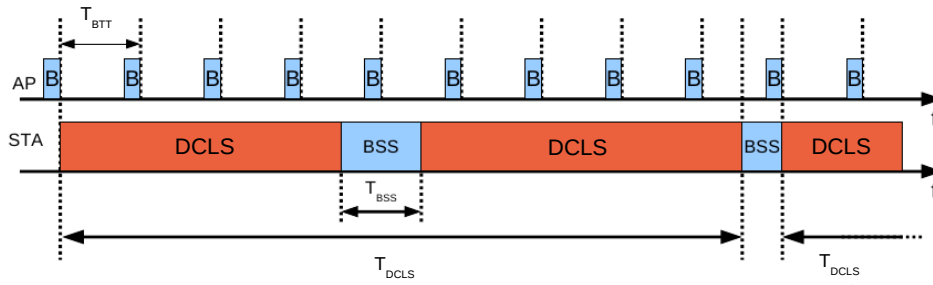 T_BTT
AP B B B B B B B B B B B
t
STA DCLS BSS DCLS BSS DCLS
t
T_BSS
T_DCLS T_DCLS